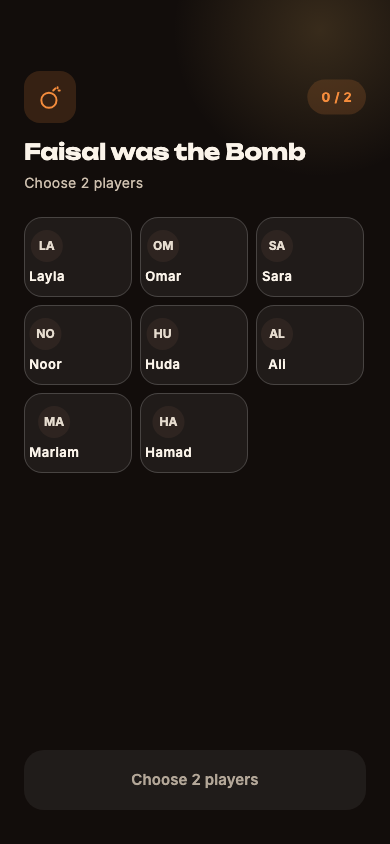 0 / 2
Faisal was the Bomb
Choose 2 players
LA
OM
SA
Layla
Omar
Sara
NO
HU
AL
Noor
Huda
Ali
MA
HA
Mariam
Hamad
Choose 2 players